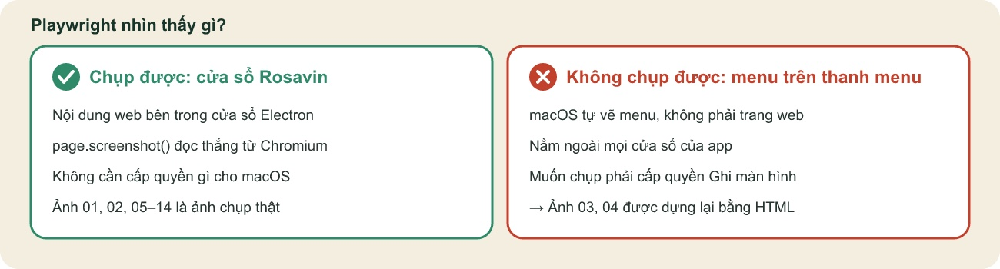 Playwright nhìn thấy gì?
Chụp được: cửa sổ Rosavin
Nội dung web bên trong cửa sổ Electron
page.screenshot() đọc thẳng từ Chromium
Không cần cấp quyền gì cho macOS
Ảnh 01, 02, 05–14 là ảnh chụp thật
Không chụp được: menu trên thanh menu
macOS tự vẽ menu, không phải trang web
Nằm ngoài mọi cửa sổ của app
Muốn chụp phải cấp quyền Ghi màn hình
→ Ảnh 03, 04 được dựng lại bằng HTML